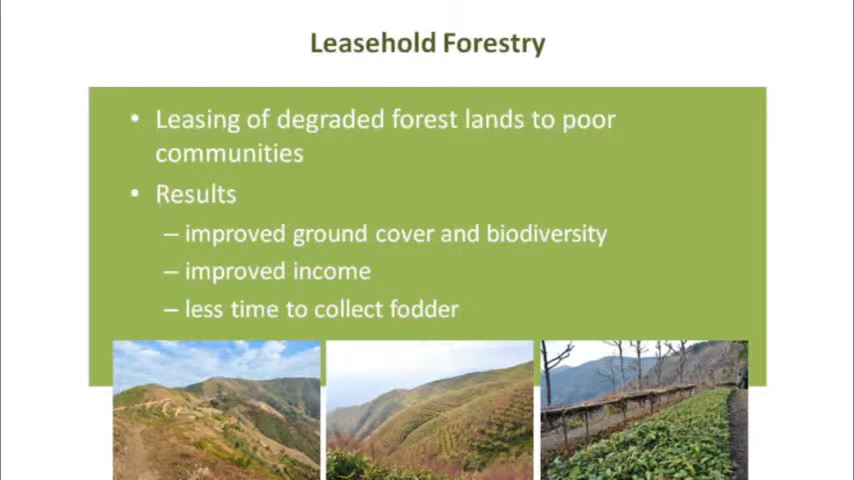 Leasehold Forestry
• Leasing of degraded forest lands to poor
communities
• Results
– improved ground cover and biodiversity
– improved income
– less time to collect fodder